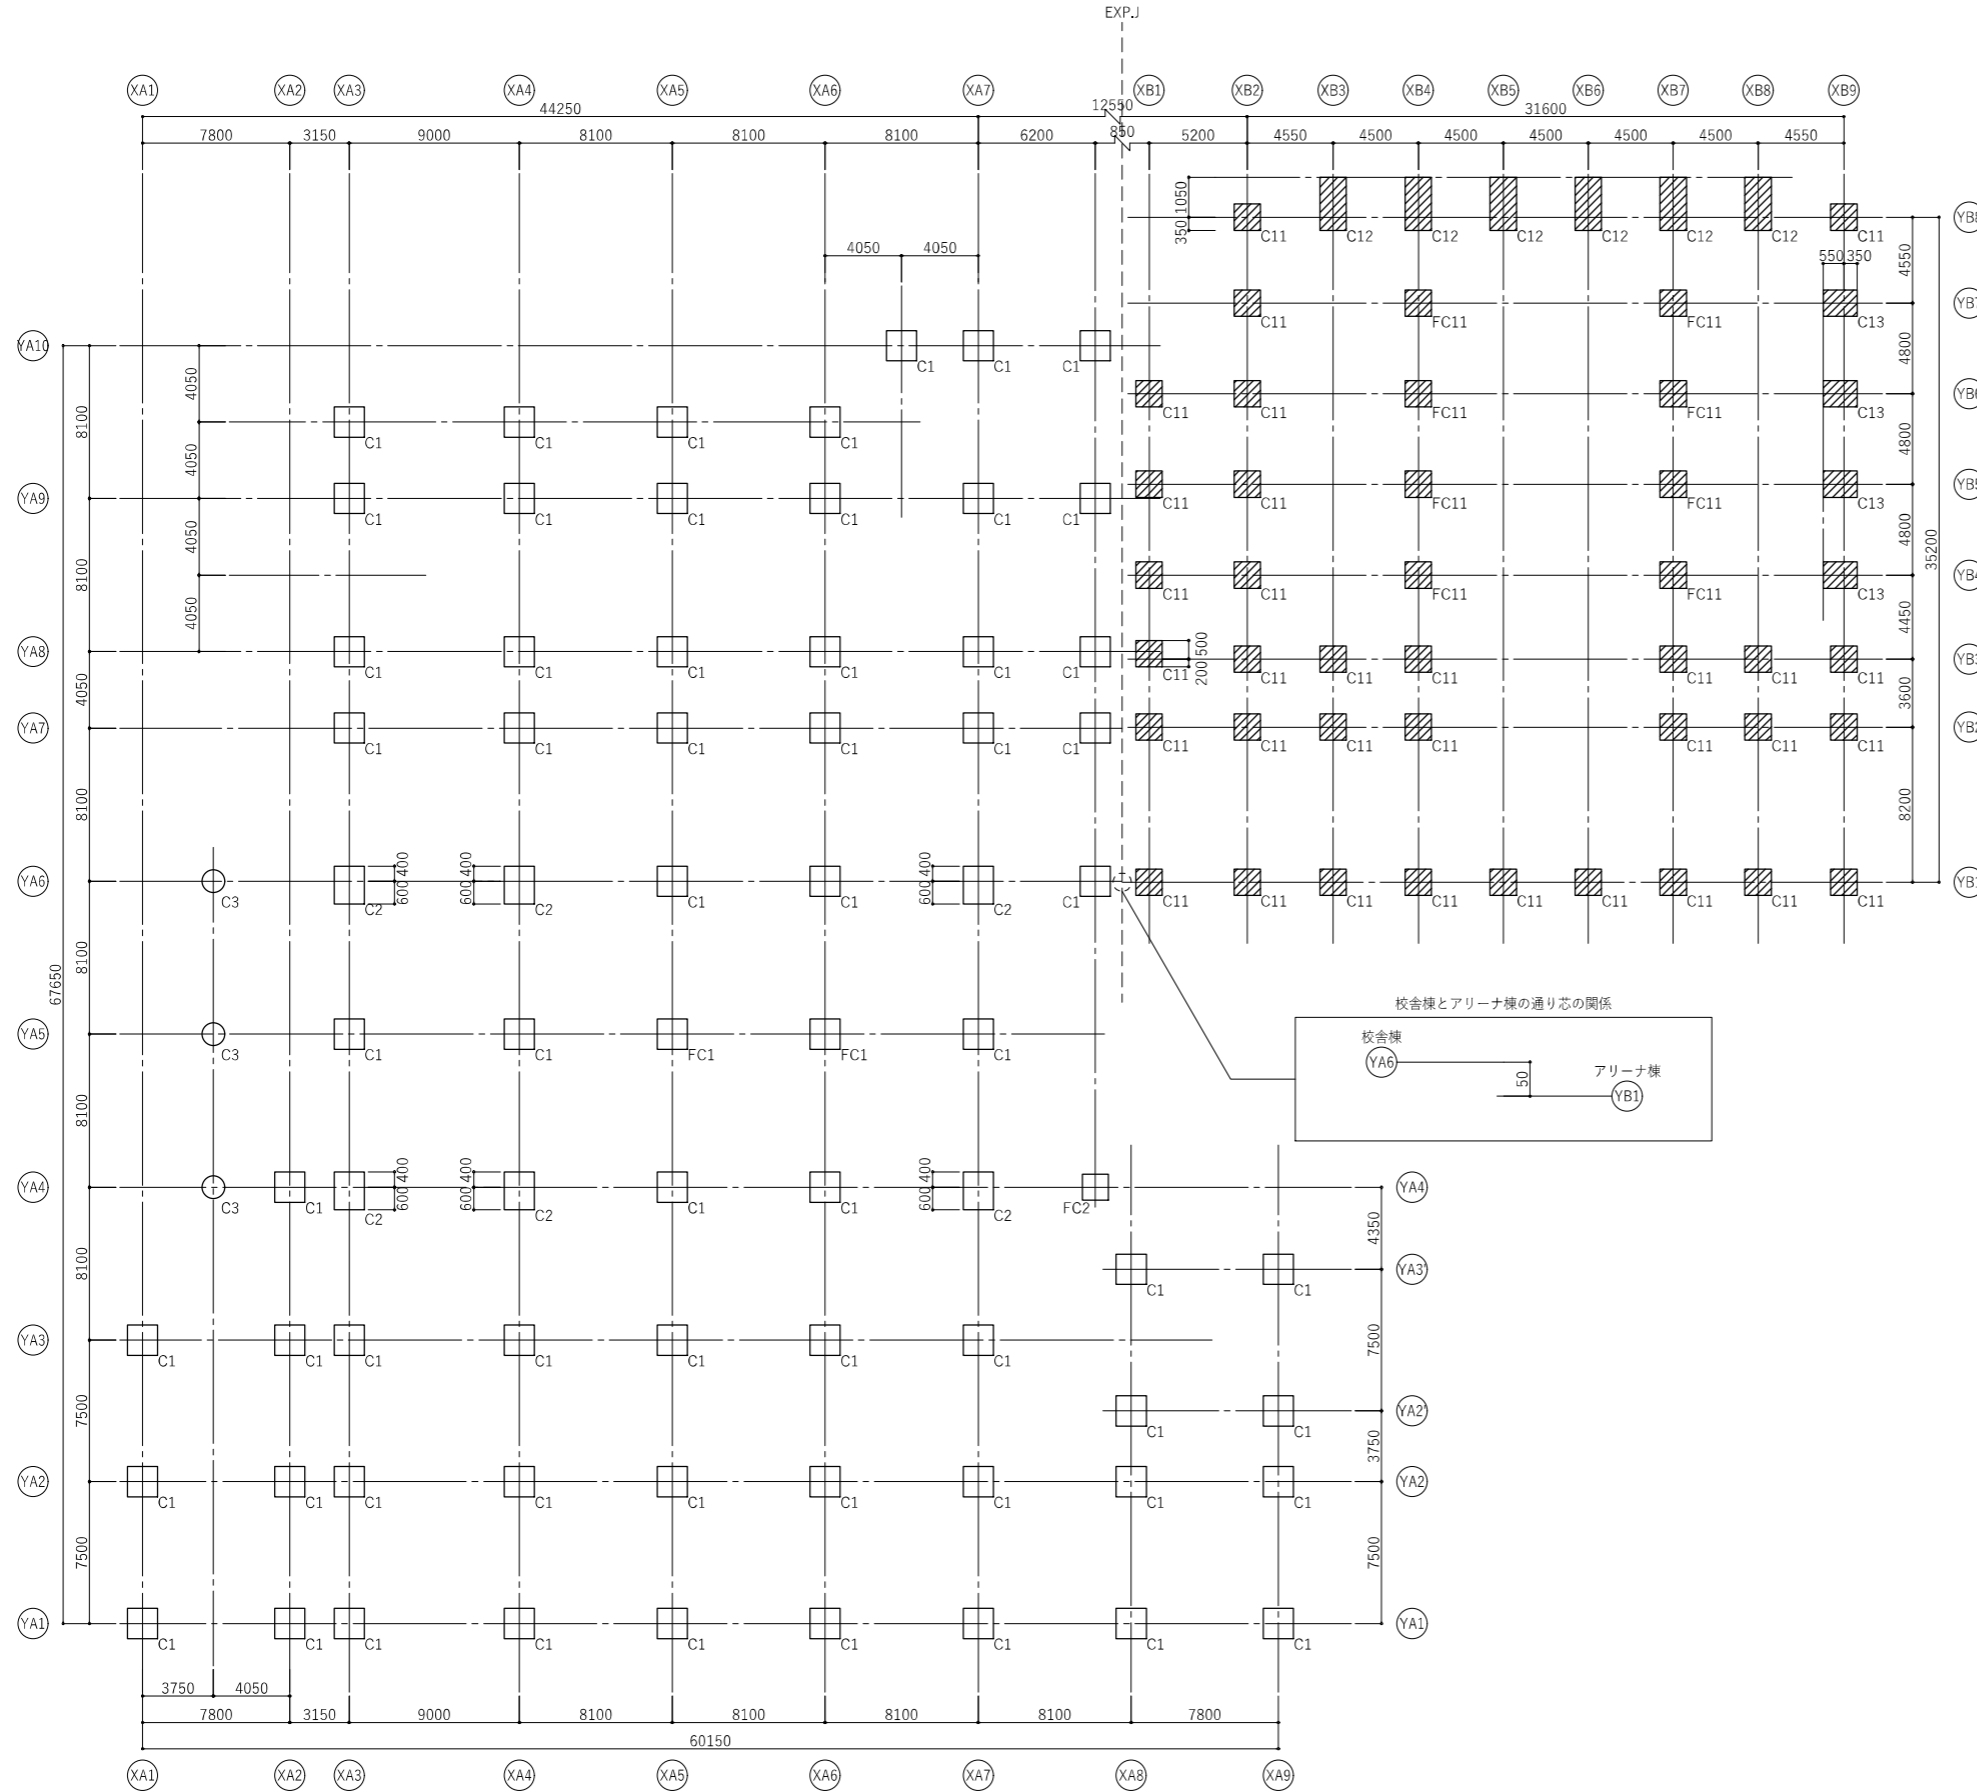 EXP.J
XA1 XA2 XA3 XA4 XA5 XA6 XA7 XB1 XB2 XB3 XB4 XB5 XB6 XB7 XB8 XB9
44250 12550 31600
7800 3150 9000 8100 8100 8100 6200 850 5200 4550 4500 4500 4500 4500 4500 4550
350 1050
C11 C12 C12 C12 C12 C12 C12 C11
4050 4050
550 350
4550
C11 FC11 FC11 C13
YA10
C1 C1 C1
4050
8100
4800
C11 C11 FC11 FC11 C13
C1 C1 C1 C1
4050
4800
YA9
C11 C11 FC11 FC11 C13
C1 C1 C1 C1 C1 C1
4050
8100
4800
35200
C11 C11 FC11 FC11 C13
4050
4450
YA8
500
200
C1 C1 C1 C1 C1 C1 C11 C11 C11 C11 C11 C11 C11
4050
3600
YA7
C1 C1 C1 C1 C1 C1 C11 C11 C11 C11 C11 C11 C11
8100
8200
YA6
600 400 600 400 600 400
C3 C2 C2 C1 C1 C2 C1 C11 C11 C11 C11 C11 C11 C11 C11 C11
8100
67650
校舎棟とアリーナ棟の通り芯の関係
YA5
校舎棟
C3 C1 C1 FC1 FC1 C1
YA6
50
アリーナ棟
YB1
8100
YA4
600 400 600 400 600 400
YA4
C3 C1 C2 C2 C1 C1 C2 FC2
4350
8100
YA3'
C1 C1
YA3
7500
C1 C1 C1 C1 C1 C1 C1
7500
YA2'
C1 C1
3750
YA2
YA2
C1 C1 C1 C1 C1 C1 C1 C1 C1
7500
7500
YA1
YA1
C1 C1 C1 C1 C1 C1 C1 C1 C1
3750 4050
7800 3150 9000 8100 8100 8100 8100 7800
60150
XA1 XA2 XA3 XA4 XA5 XA6 XA7 XA8 XA9